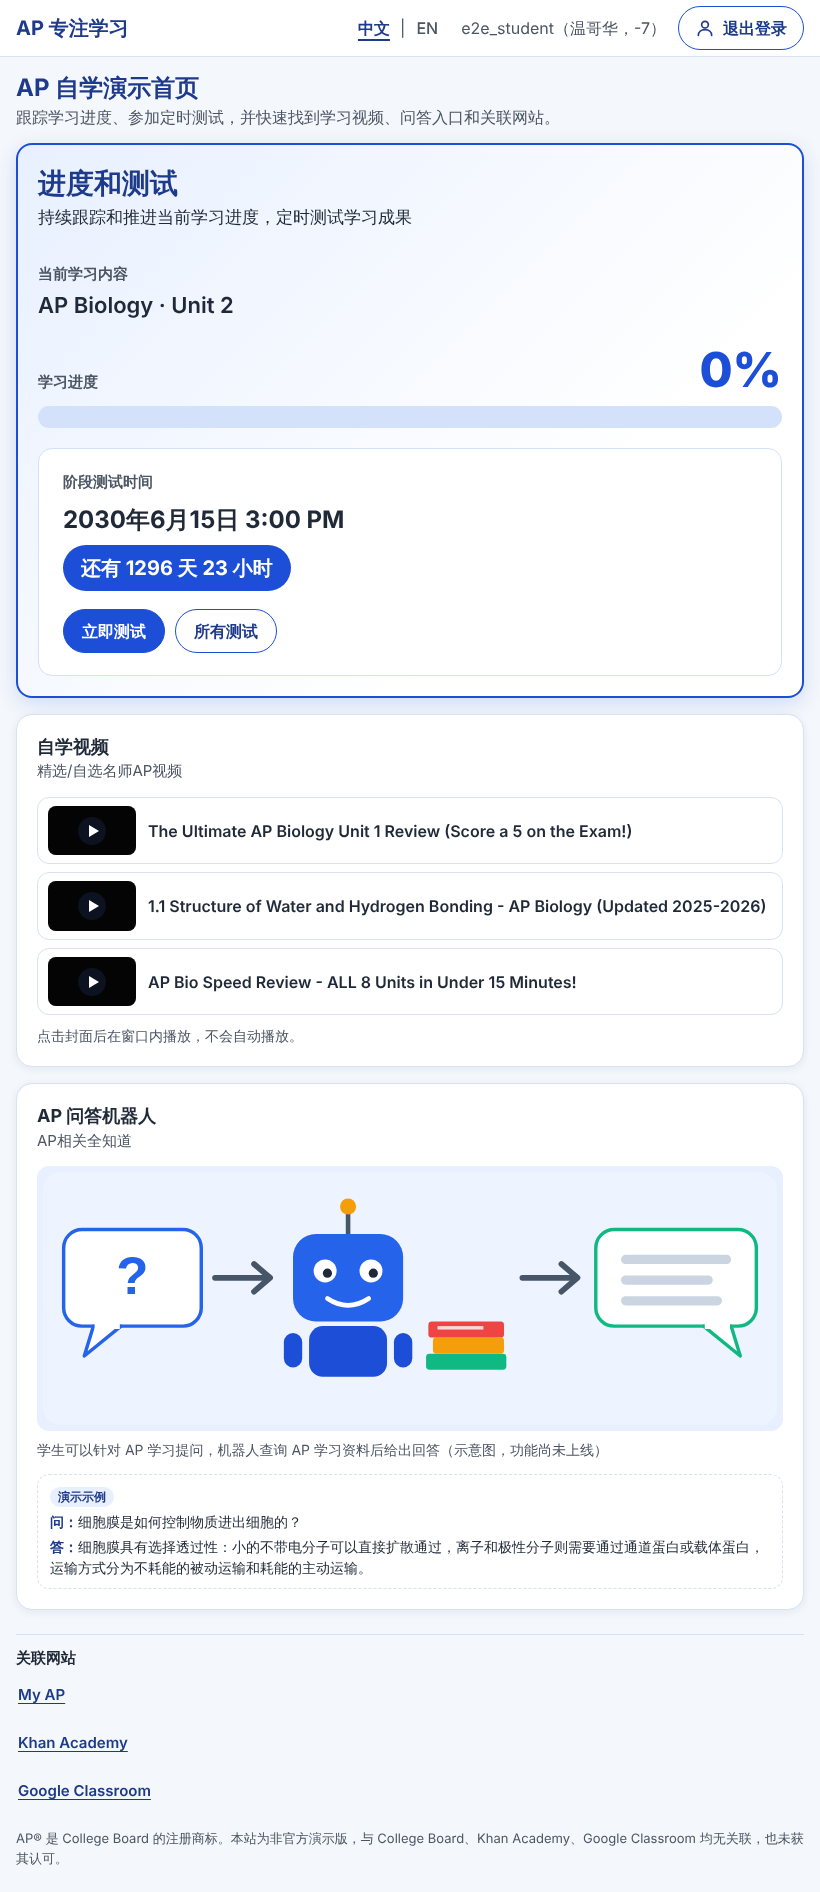 AP 专注学习
中文 | EN e2e_student（温哥华，-7） 退出登录
AP 自学演示首页
跟踪学习进度、参加定时测试，并快速找到学习视频、问答入口和关联网站。
进度和测试
持续跟踪和推进当前学习进度，定时测试学习成果
当前学习内容
AP Biology · Unit 2
学习进度 0%
阶段测试时间
2030年6月15日 3:00 PM
还有 1296 天 23 小时
立即测试 所有测试
自学视频
精选/自选名师AP视频
The Ultimate AP Biology Unit 1 Review (Score a 5 on the Exam!)
1.1 Structure of Water and Hydrogen Bonding - AP Biology (Updated 2025-2026)
AP Bio Speed Review - ALL 8 Units in Under 15 Minutes!
点击封面后在窗口内播放，不会自动播放。
AP 问答机器人
AP相关全知道
?
学生可以针对 AP 学习提问，机器人查询 AP 学习资料后给出回答（示意图，功能尚未上线）
演示示例
问：细胞膜是如何控制物质进出细胞的？
答：细胞膜具有选择透过性：小的不带电分子可以直接扩散通过，离子和极性分子则需要通过通道蛋白或载体蛋白，
运输方式分为不耗能的被动运输和耗能的主动运输。
关联网站
My AP
Khan Academy
Google Classroom
AP® 是 College Board 的注册商标。本站为非官方演示版，与 College Board、Khan Academy、Google Classroom 均无关联，也未获
其认可。